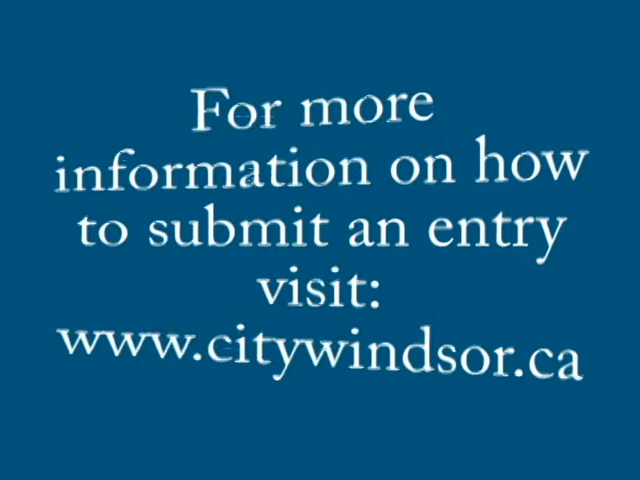 For more
information on how
to submit an entry
visit:
www.citywindsor.ca